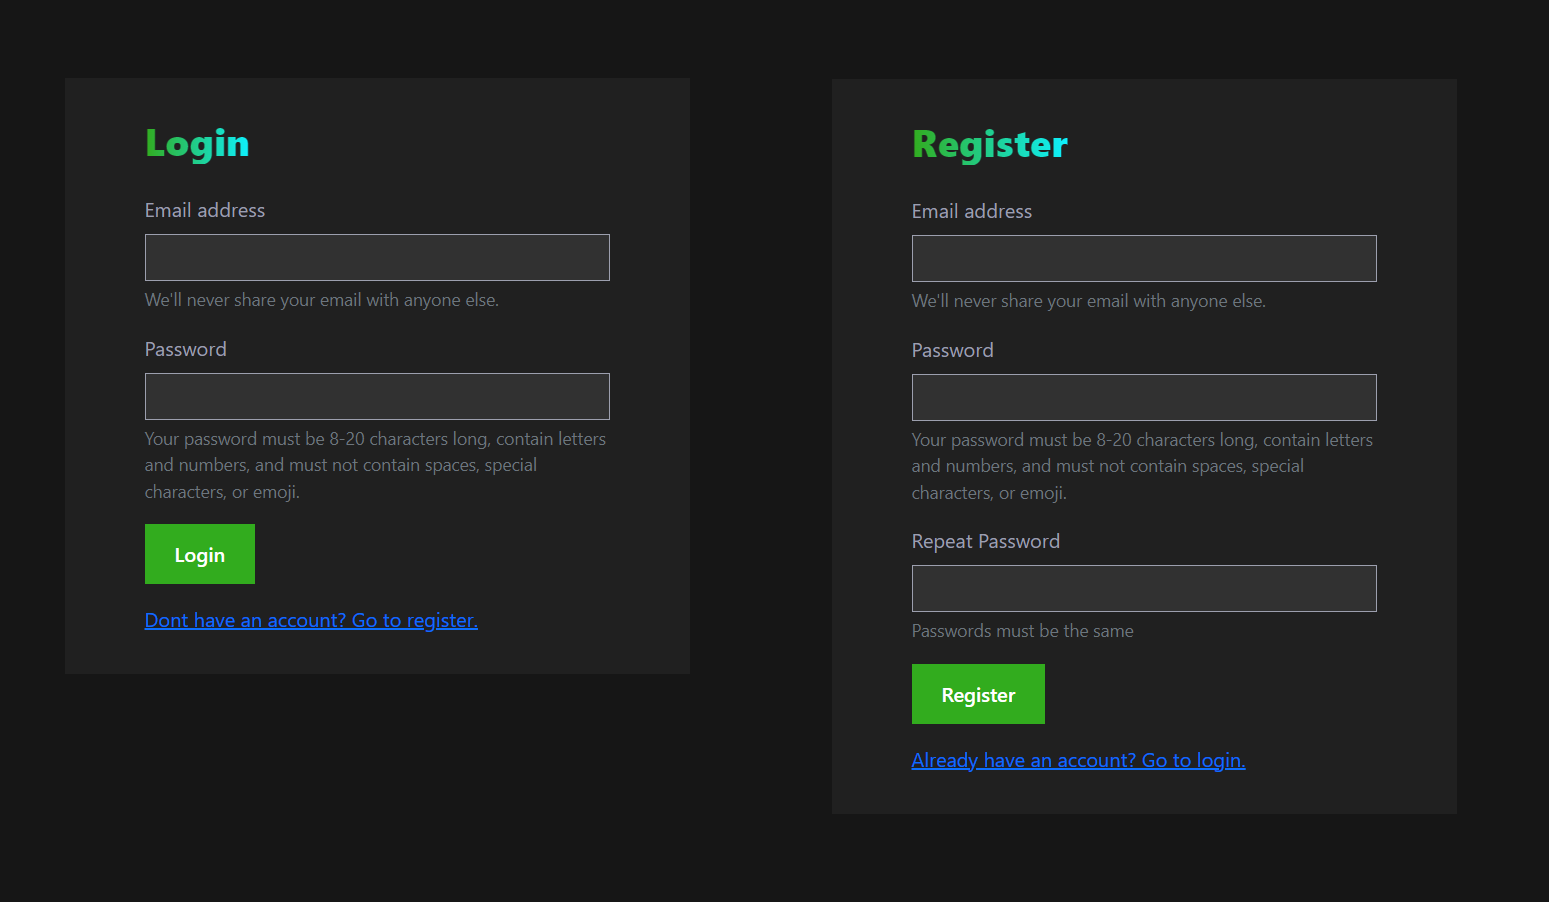 Login
Email address
We'll never share your email with anyone else.
Password
Your password must be 8-20 characters long, contain letters
and numbers, and must not contain spaces, special
characters, or emoji.
Login
Dont have an account? Go to register.
Register
Email address
We'll never share your email with anyone else.
Password
Your password must be 8-20 characters long, contain letters
and numbers, and must not contain spaces, special
characters, or emoji.
Repeat Password
Passwords must be the same
Register
Already have an account? Go to login.